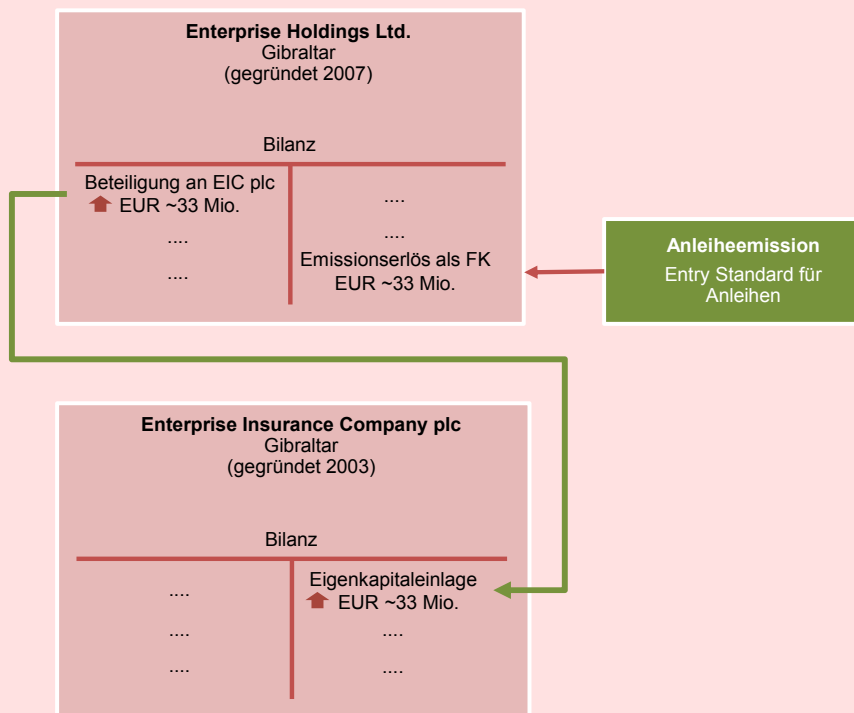 Enterprise Holdings Ltd.
Gibraltar
(gegründet 2007)
Bilanz
Beteiligung an EIC plc
EUR ~33 Mio.
....
....
....
....
Emissionserlös als FK
EUR ~33 Mio.
Anleiheemission
Entry Standard für
Anleihen
Enterprise Insurance Company plc
Gibraltar
(gegründet 2003)
Bilanz
....
....
....
Eigenkapitaleinlage
EUR ~33 Mio.
....
....